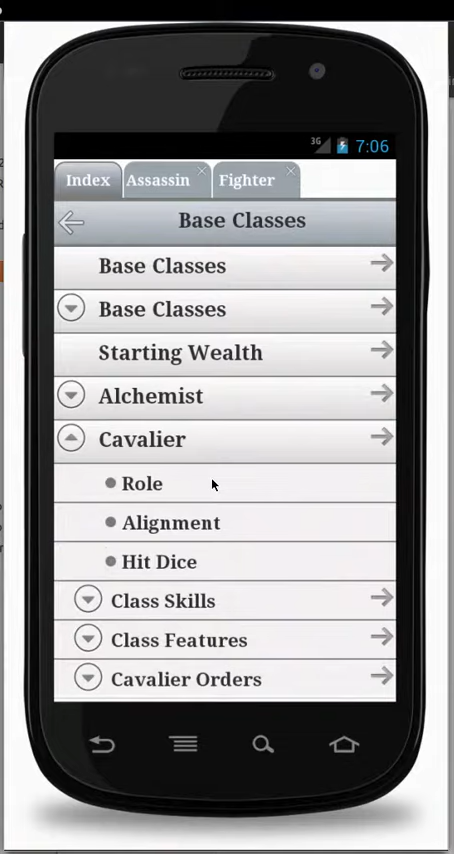 3G 7:06
Index Assassin Fighter
Base Classes
Base Classes
Base Classes
Starting Wealth
Alchemist
Cavalier
Role
Alignment
Hit Dice
Class Skills
Class Features
Cavalier Orders